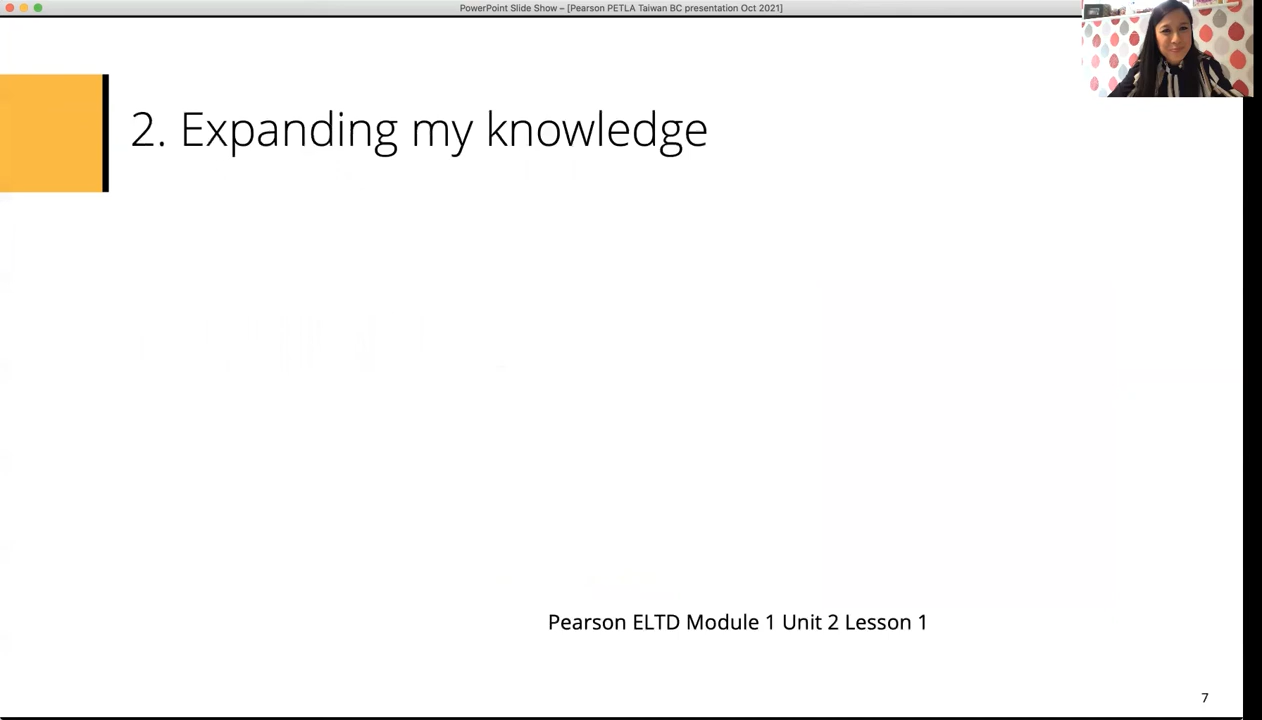 PowerPoint Slide Show – [Pearson PETLA Taiwan BC presentation Oct 2021]
2. Expanding my knowledge
Pearson ELTD Module 1 Unit 2 Lesson 1
7